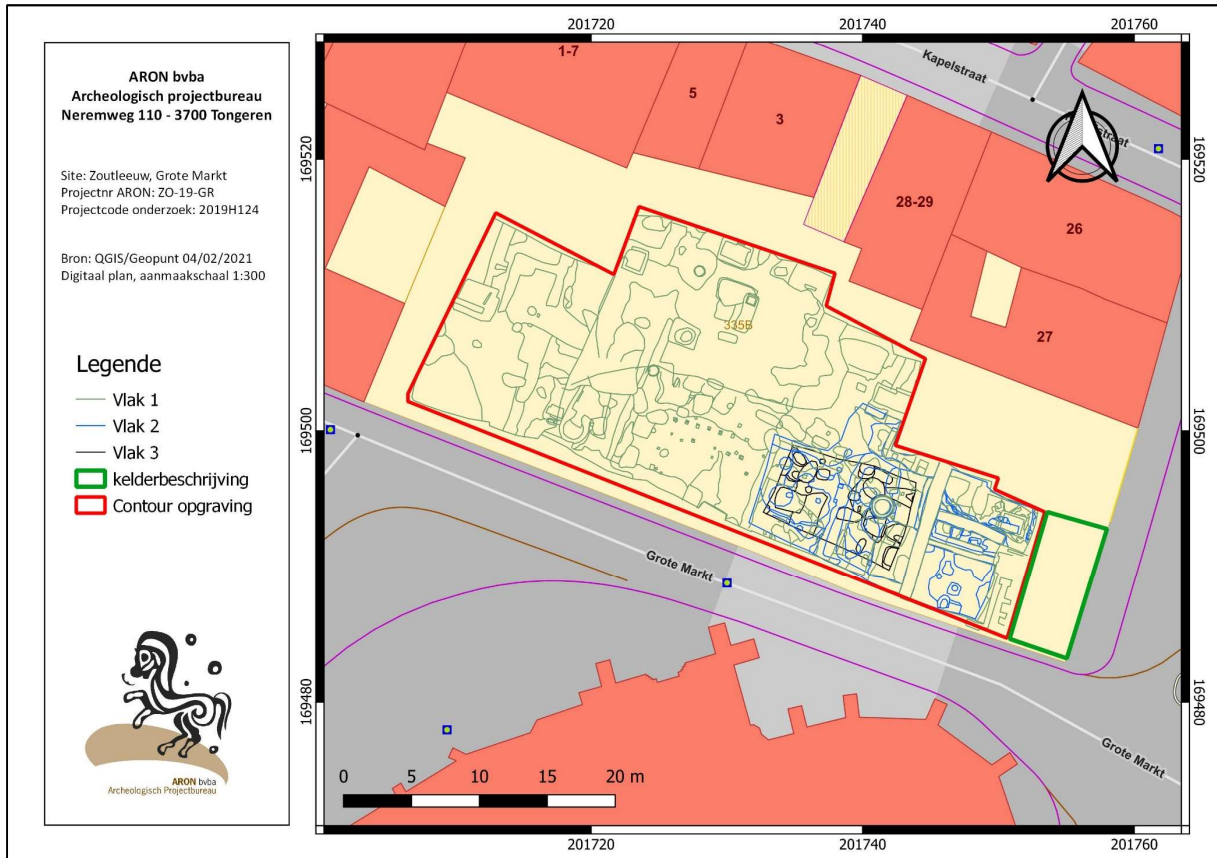 ARON bvba
Archeologisch projectbureau
Neremweg 110 - 3700 Tongeren
Site: Zoutleeuw, Grote Markt
Projectnr ARON: ZO-19-GR
Projectcode onderzoek: 2019H124
Bron: QGIS/Geopunt 04/02/2021
Digitaal plan, aanmaakschaal 1:300
Legende
Vlak 1
Vlak 2
Vlak 3
kelderbeschrijving
Contour opgraving
ARON bvba
Archeologisch Projectbureau
201720
201740
201760
1-7
5
3
Kapelstraat
169520
169520
28-29
26
27
335B
169500
169500
Grote Markt
169480
169480
Grote Markt
0 5 10 15 20 m
201720
201740
201760